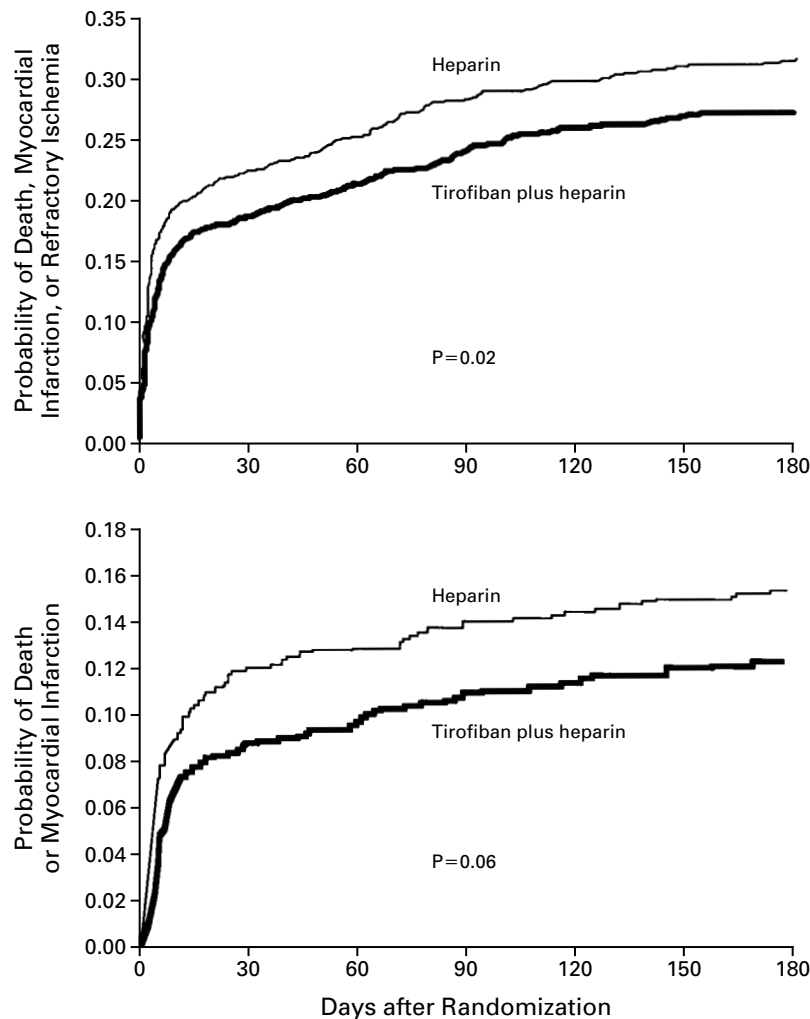 Probability of Death, Myocardial
Infarction, or Refractory Ischemia
0.35
0.30
0.25
0.20
0.15
0.10
0.05
0.00
Heparin
Tirofiban plus heparin
P=0.02
0 30 60 90 120 150 180
Probability of Death
or Myocardial Infarction
0.18
0.16
0.14
0.12
0.10
0.08
0.06
0.04
0.02
0.00
Heparin
Tirofiban plus heparin
P=0.06
0 30 60 90 120 150 180
Days after Randomization